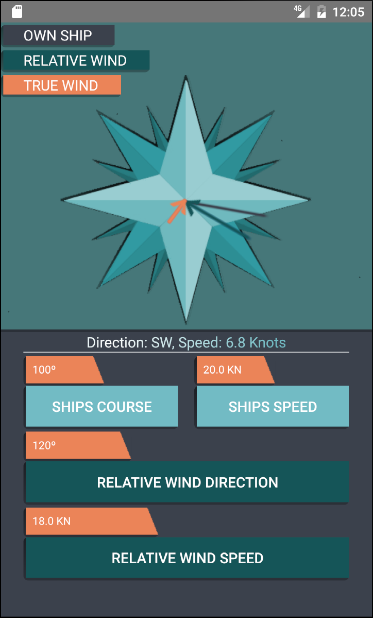 4G 12:05
OWN SHIP
RELATIVE WIND
TRUE WIND
Direction: SW, Speed: 6.8 Knots
100º 20.0 KN
SHIPS COURSE SHIPS SPEED
120º
RELATIVE WIND DIRECTION
18.0 KN
RELATIVE WIND SPEED